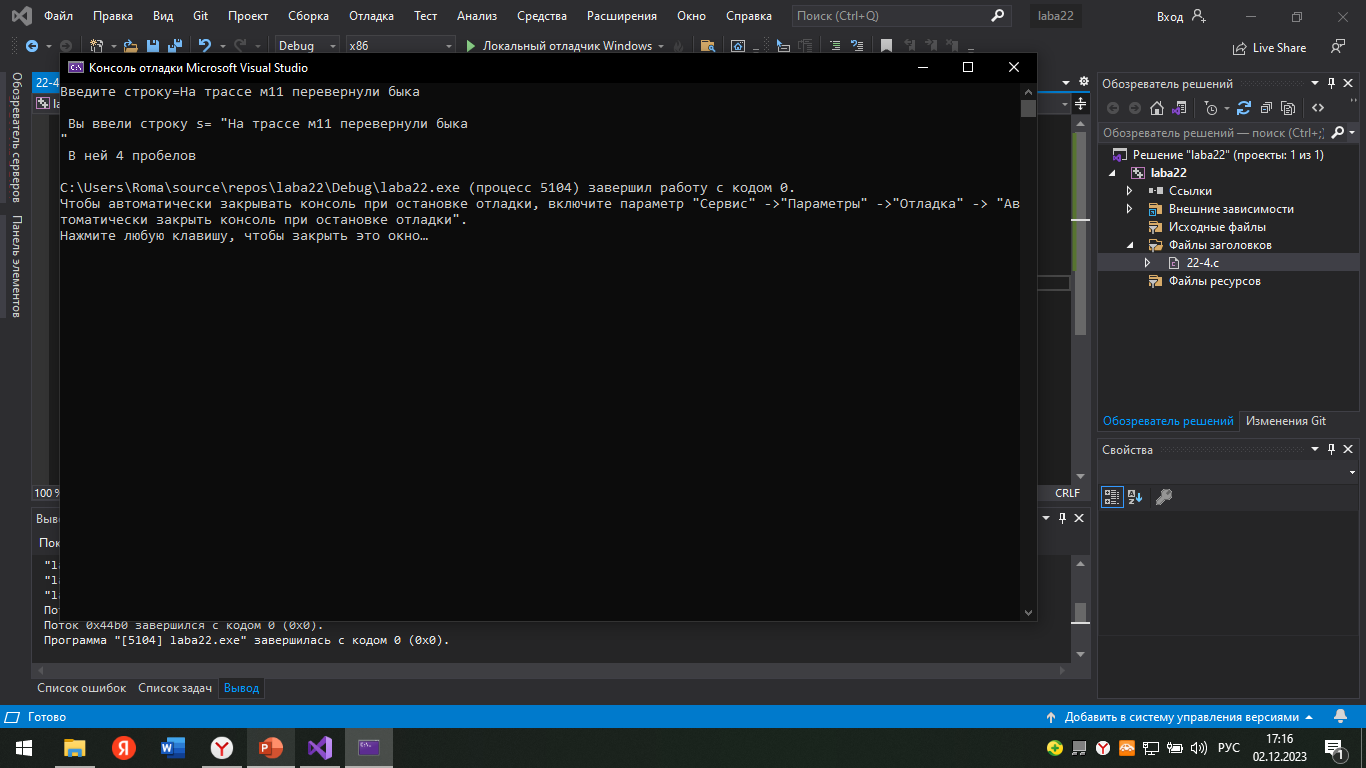 Файл Правка Вид Git Проект Сборка Отладка Тест Анализ Средства Расширения Окно Справка Поиск (Ctrl+Q) laba22 Вход
Debug x86 Локальный отладчик Windows Live Share
Обозреватель серверов
Панель элементов
22-4
Консоль отладки Microsoft Visual Studio
Введите строку=На трассе м11 перевернули быка
Вы ввели строку s= "На трассе м11 перевернули быка
"
В ней 4 пробелов
C:\Users\Roma\source\repos\laba22\Debug\laba22.exe (процесс 5104) завершил работу с кодом 0.
Чтобы автоматически закрывать консоль при остановке отладки, включите параметр "Сервис" ->"Параметры" ->"Отладка" -> "Ав
томатически закрыть консоль при остановке отладки".
Нажмите любую клавишу, чтобы закрыть это окно…
100 %
CRLF
Выв
Пок
"la
"la
"la
Пот
Поток 0x44b0 завершился с кодом 0 (0x0).
Программа "[5104] laba22.exe" завершилась с кодом 0 (0x0).
Список ошибок Список задач Вывод
Обозреватель решений
Обозреватель решений — поиск (Ctrl+;)
Решение "laba22" (проекты: 1 из 1)
laba22
Ссылки
Внешние зависимости
Исходные файлы
Файлы заголовков
22-4.c
Файлы ресурсов
Обозреватель решений Изменения Git
Свойства
Готово
Добавить в систему управления версиями
РУС
17:16
02.12.2023
1